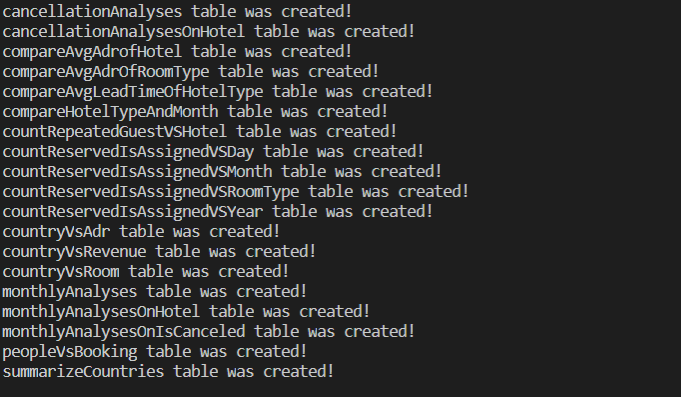 cancellationAnalyses table was created!
cancellationAnalysesOnHotel table was created!
compareAvgAdrofHotel table was created!
compareAvgAdrOfRoomType table was created!
compareAvgLeadTimeOfHotelType table was created!
compareHotelTypeAndMonth table was created!
countRepeatedGuestVSHotel table was created!
countReservedIsAssignedVSDay table was created!
countReservedIsAssignedVSMonth table was created!
countReservedIsAssignedVSRoomType table was created!
countReservedIsAssignedVSYear table was created!
countryVsAdr table was created!
countryVsRevenue table was created!
countryVsRoom table was created!
monthlyAnalyses table was created!
monthlyAnalysesOnHotel table was created!
monthlyAnalysesOnIsCanceled table was created!
peopleVsBooking table was created!
summarizeCountries table was created!